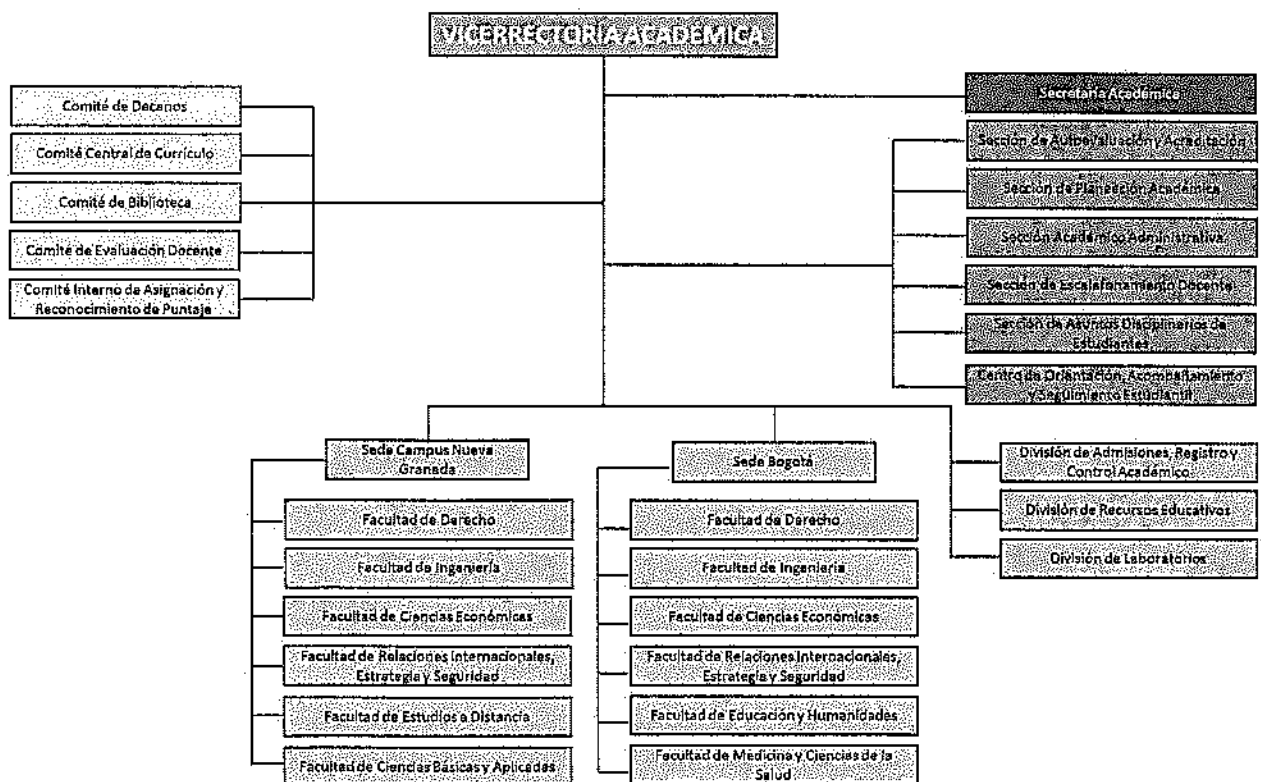 VICERRECTORÍA ACADÉMICA
Comité de Decanos
Comité Central de Currículo
Comité de Biblioteca
Comité de Evaluación Docente
Comité Interno de Asignación y
Reconocimiento de Puntaje
Secretaria Académica
Sección de Autoevaluación y Acreditación
Sección de Planeación Académica
Sección Académico Administrativa
Sección de Escalafonamiento Docente
Sección de Asuntos Disciplinarios de
Estudiantes
Centro de Orientación, Acompañamiento
y Seguimiento Estudiantil
Sede Campus Nueva
Granada
Facultad de Derecho
Facultad de Ingeniería
Facultad de Ciencias Económicas
Facultad de Relaciones Internacionales,
Estrategia y Seguridad
Facultad de Estudios a Distancia
Facultad de Ciencias Básicas y Aplicadas
Sede Bogotá
Facultad de Derecho
Facultad de Ingeniería
Facultad de Ciencias Económicas
Facultad de Relaciones Internacionales,
Estrategia y Seguridad
Facultad de Educación y Humanidades
Facultad de Medicina y Ciencias de la
Salud
División de Admisiones, Registro y
Control Académico
División de Recursos Educativos
División de Laboratorios